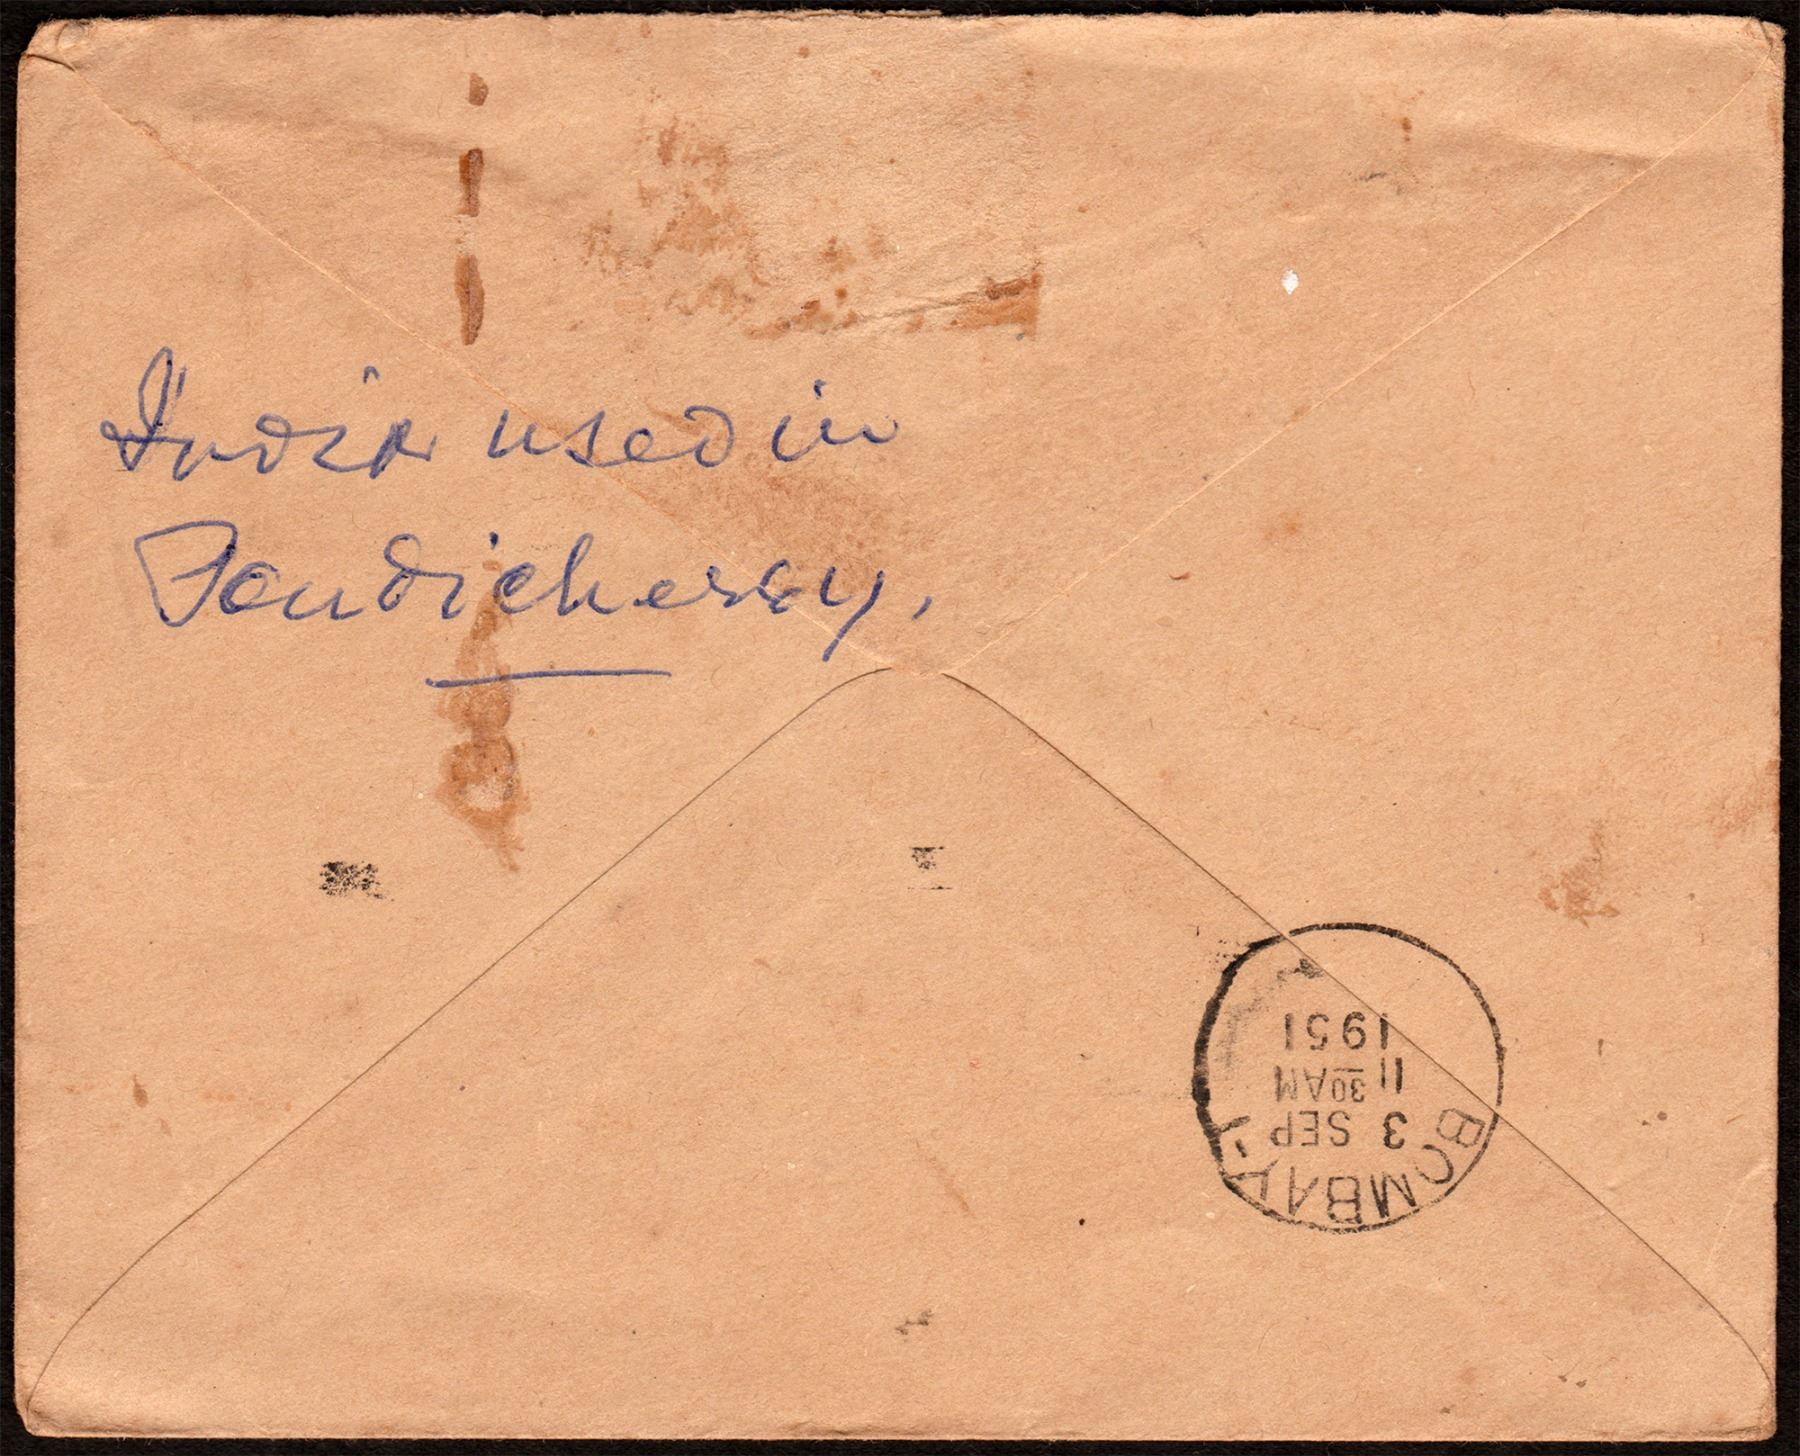 India used in
Pondicherry,
BOMBAY
3 SEP
11 30 AM
1951